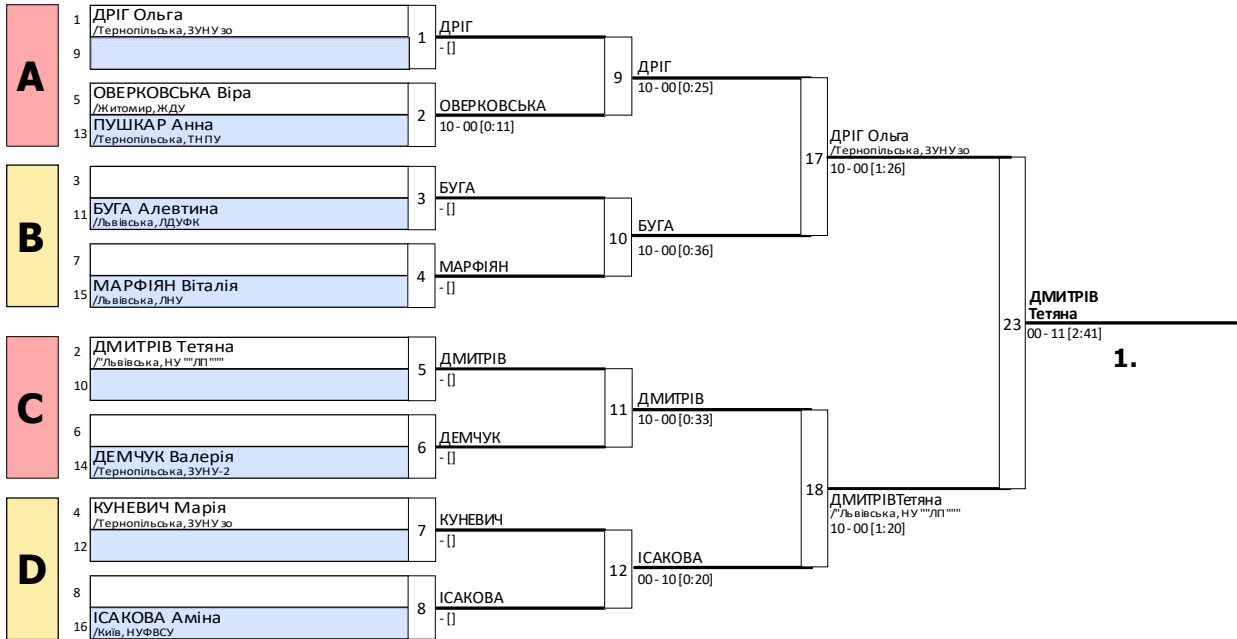 A
1 ДРІГ Ольга
/Тернопільська, ЗУНУ зо
9
1
ДРІГ
- []
5 ОВЕРКОВСЬКА Віра
/Житомир, ЖДУ
13 ПУШКАР Анна
/Тернопільська, ТНПУ
2
ОВЕРКОВСЬКА
10 - 00 [0:11]
9
ДРІГ
10 - 00 [0:25]
B
3
11 БУГА Алевтина
/Львівська, ЛДУФК
3
БУГА
- []
7
15 МАРФІЯН Віталія
/Львівська, ЛНУ
4
МАРФІЯН
- []
10
БУГА
10 - 00 [0:36]
17
ДРІГ Ольга
/Тернопільська, ЗУНУ зо
10 - 00 [1:26]
C
2 ДМИТРІВ Тетяна
/"Львівська, НУ ""ЛП""""
10
5
ДМИТРІВ
- []
6
14 ДЕМЧУК Валерія
/Тернопільська, ЗУНУ-2
6
ДЕМЧУК
- []
11
ДМИТРІВ
10 - 00 [0:33]
D
4 КУНЕВИЧ Марія
/Тернопільська, ЗУНУ зо
12
7
КУНЕВИЧ
- []
8
16 ІСАКОВА Аміна
/Київ, НУФВСУ
8
ІСАКОВА
- []
12
ІСАКОВА
00 - 10 [0:20]
18
ДМИТРІВТетяна
/"Львівська, НУ ""ЛП""""
10 - 00 [1:20]
23
ДМИТРІВ
Тетяна
00 - 11 [2:41]
1.